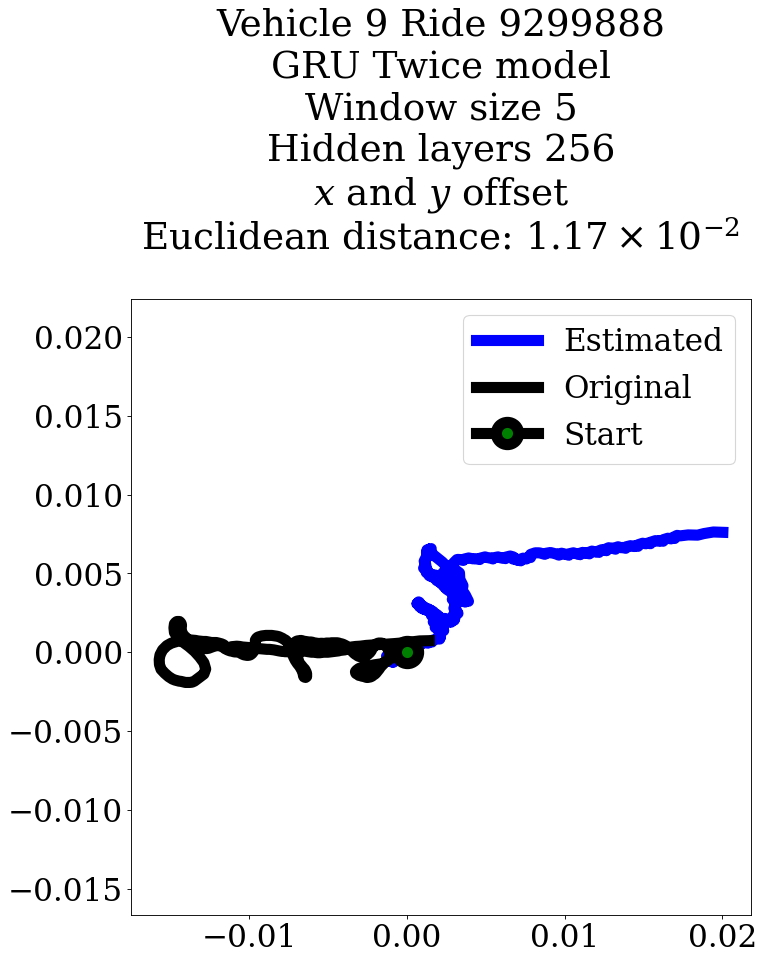 Vehicle 9 Ride 9299888
GRU Twice model
Window size 5
Hidden layers 256
x and y offset
Euclidean distance: 1.17 × 10⁻²
Estimated
Original
Start
0.020
0.015
0.010
0.005
0.000
−0.005
−0.010
−0.015
−0.01 0.00 0.01 0.02